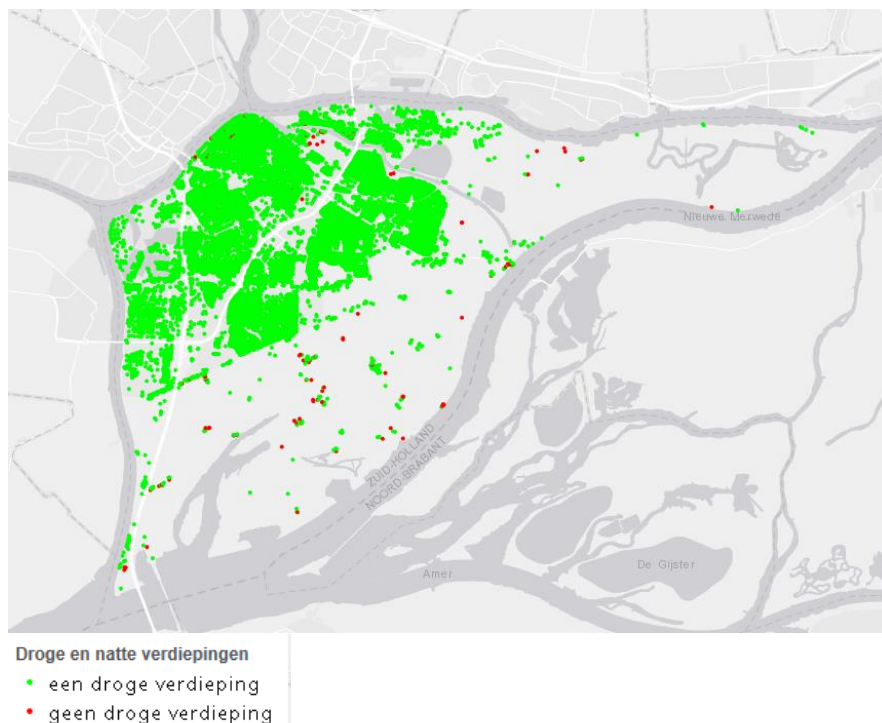 Nieuwe Merwede
ZUID-HOLLAND
NOORD-BRABANT
De Gijster
Amer
Droge en natte verdiepingen
een droge verdieping
geen droge verdieping